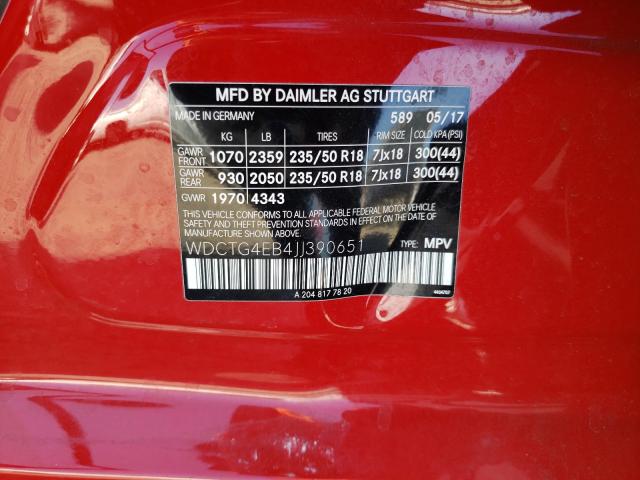 MFD BY DAIMLER AG STUTTGART
MADE IN GERMANY 589 05/17
KG LB TIRES RIM SIZE COLD KPA(PSI)
GAWR FRONT 1070 2359 235/50 R18 7Jx18 300(44)
GAWR REAR 930 2050 235/50 R18 7Jx18 300(44)
GVWR 1970 4343
THIS VEHICLE CONFORMS TO ALL APPLICABLE FEDERAL MOTOR VEHICLE
SAFETY AND THEFT PREVENTION STANDARDS IN EFFECT ON THE DATE
OF MANUFACTURE SHOWN ABOVE.
WDCTG4EB4JJ390651 TYPE: MPV
A 204 817 78 20